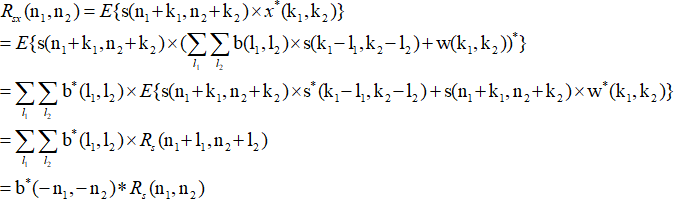 R_{sx}(n₁,n₂) = E{s(n₁+k₁,n₂+k₂)×x*(k₁,k₂)}
= E{s(n₁+k₁,n₂+k₂)×(∑_{l₁}∑_{l₂} b(l₁,l₂)×s(k₁−l₁,k₂−l₂)+w(k₁,k₂))*}
= ∑_{l₁}∑_{l₂} b*(l₁,l₂)×E{s(n₁+k₁,n₂+k₂)×s*(k₁−l₁,k₂−l₂)+s(n₁+k₁,n₂+k₂)×w*(k₁,k₂)}
= ∑_{l₁}∑_{l₂} b*(l₁,l₂)×R_s(n₁+l₁,n₂+l₂)
= b*(−n₁,−n₂)*R_s(n₁,n₂)